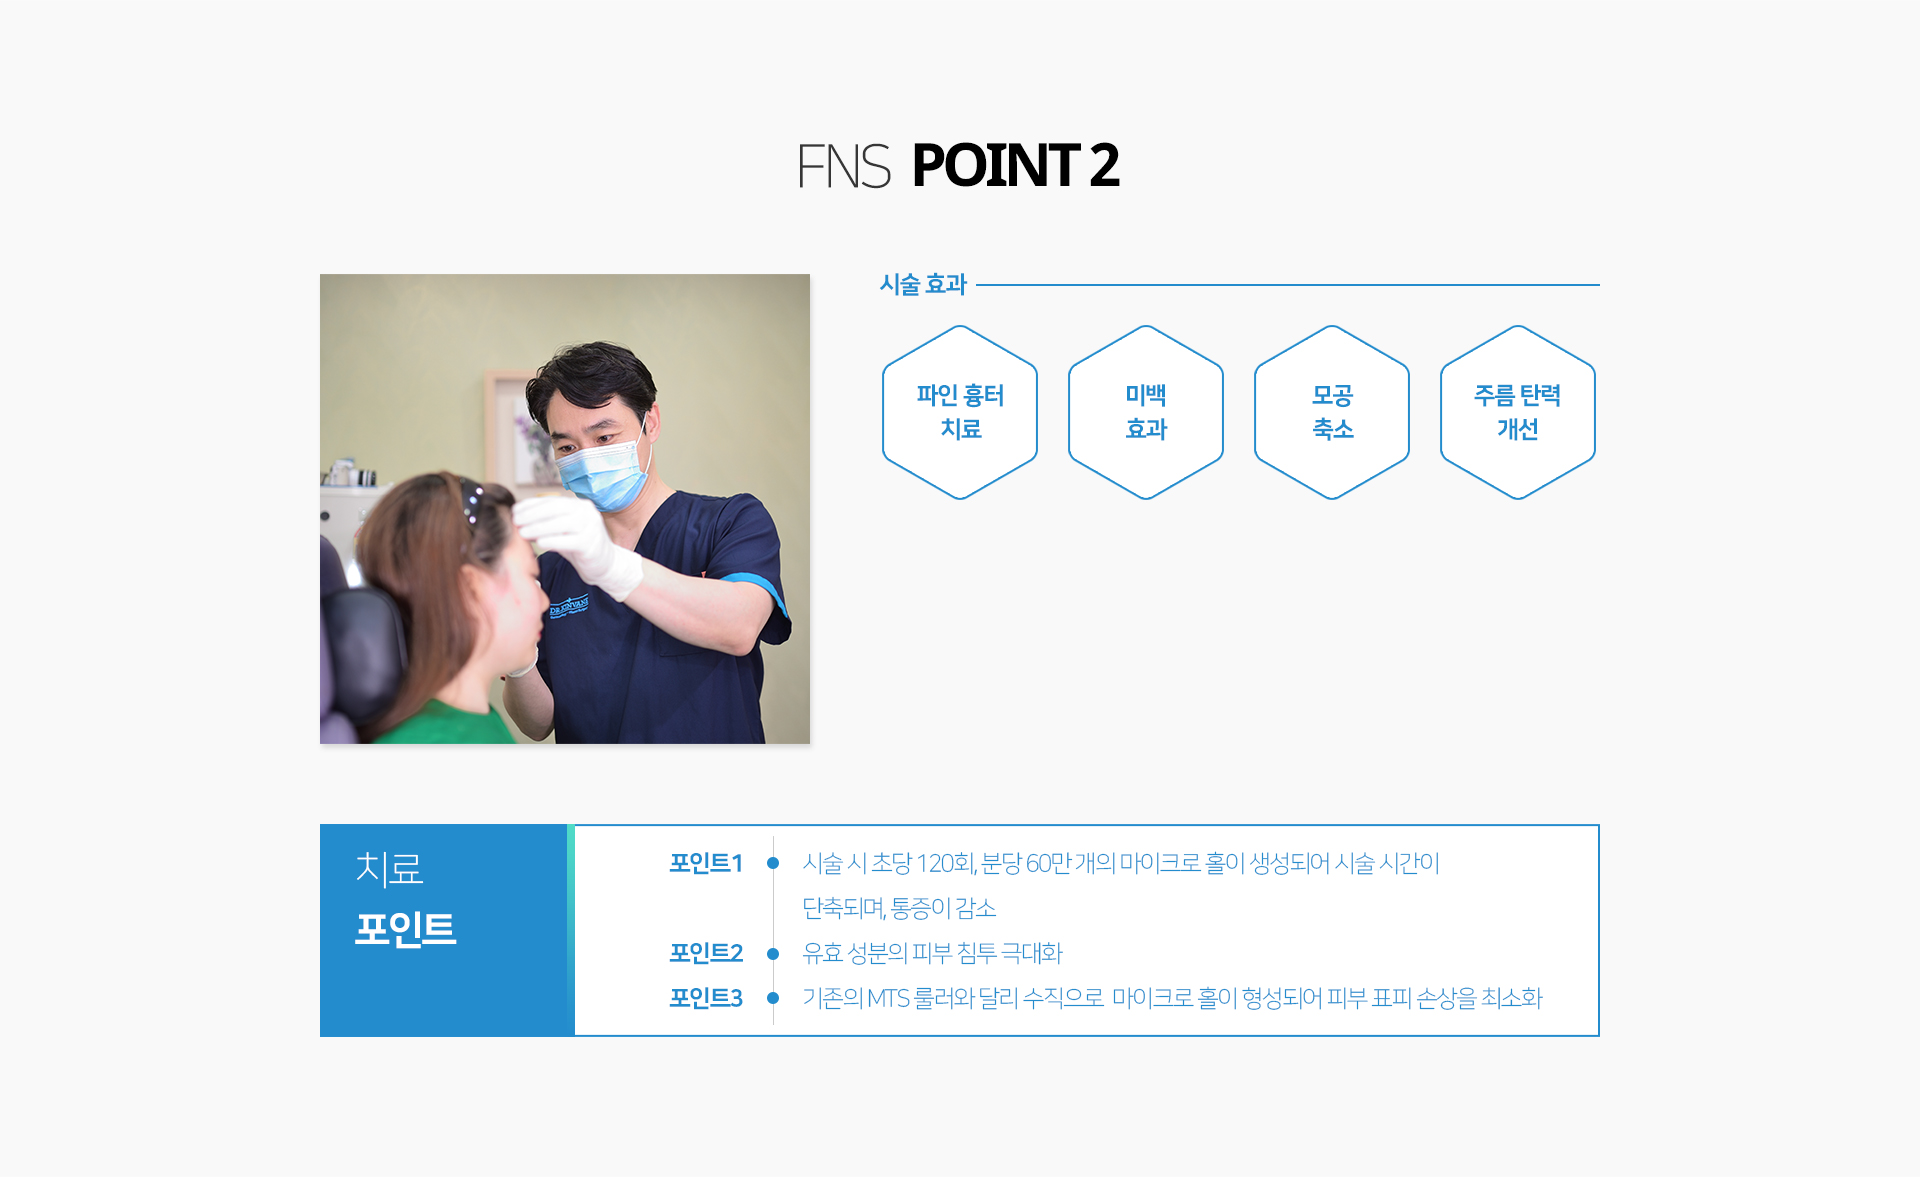 FNS POINT 2
시술 효과
파인 흉터
치료
미백
효과
모공
축소
주름 탄력
개선
치료
포인트
포인트1 시술 시 초당 120회, 분당 60만 개의 마이크로 홀이 생성되어 시술 시간이
단축되며, 통증이 감소
포인트2 유효 성분의 피부 침투 극대화
포인트3 기존의 MTS 룰러와 달리 수직으로 마이크로 홀이 형성되어 피부 표피 손상을 최소화